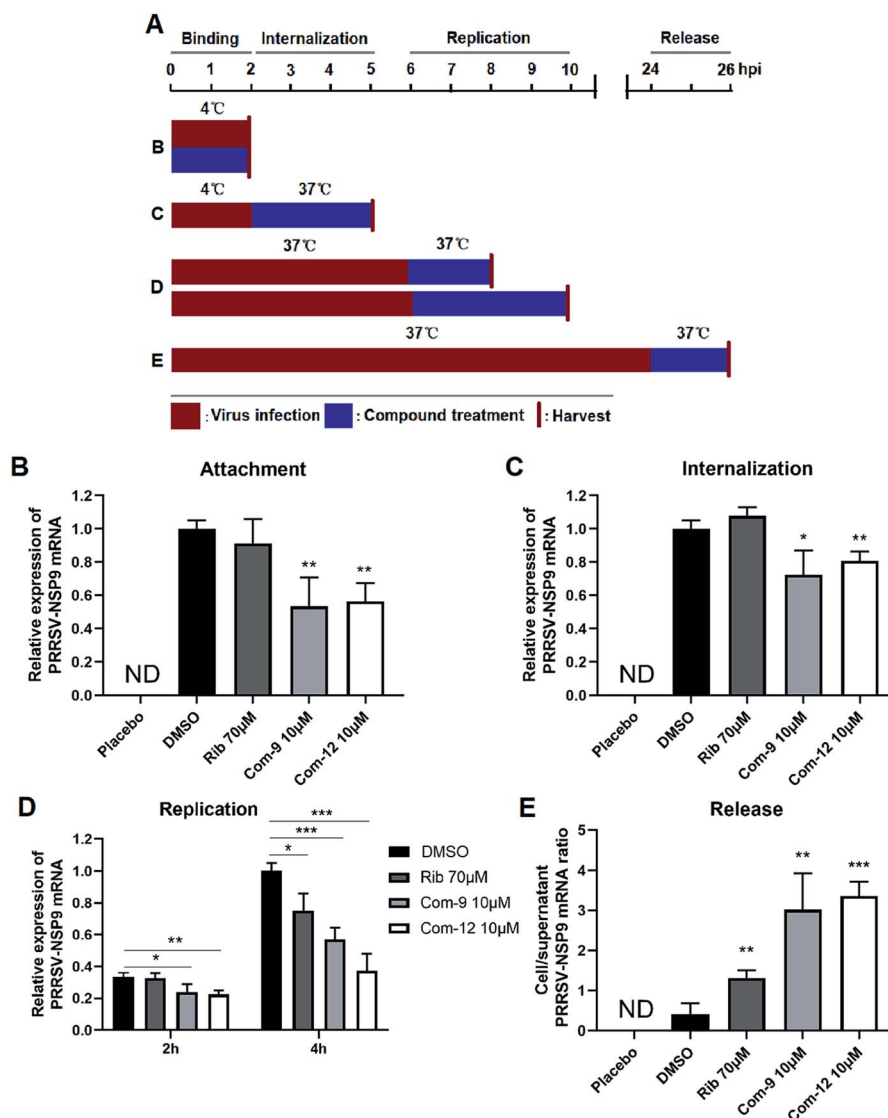 A
Binding Internalization Replication Release
0 1 2 3 4 5 6 7 8 9 10 24 26 hpi
4℃
B
4℃ 37℃
C
37℃ 37℃
D
37℃ 37℃
E
: Virus infection : Compound treatment : Harvest
B Attachment
Relative expression of
PRRSV-NSP9 mRNA
1.2
1.0
0.8
0.6
0.4
0.2
0.0
ND
**
**
Placebo
DMSO
Rib 70μM
Com-9 10μM
Com-12 10μM
C Internalization
Relative expression of
PRRSV-NSP9 mRNA
1.2
1.0
0.8
0.6
0.4
0.2
0.0
ND
*
**
Placebo
DMSO
Rib 70μM
Com-9 10μM
Com-12 10μM
D Replication
Relative expression of
PRRSV-NSP9 mRNA
1.2
1.0
0.8
0.6
0.4
0.2
0.0
**
*
***
***
*
2h 4h
DMSO
Rib 70μM
Com-9 10μM
Com-12 10μM
E Release
Cell/supernatant
PRRSV-NSP9 mRNA ratio
5
4
3
2
1
0
ND
**
**
***
Placebo
DMSO
Rib 70μM
Com-9 10μM
Com-12 10μM